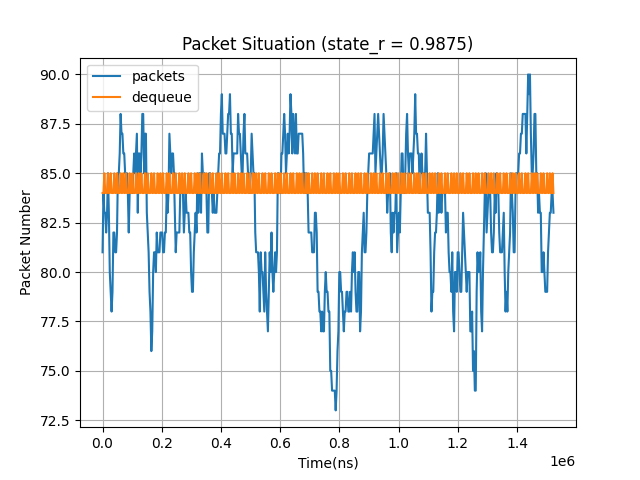 Packet Situation (state_r = 0.9875)
packets
dequeue
Packet Number
90.0
87.5
85.0
82.5
80.0
77.5
75.0
72.5
0.0 0.2 0.4 0.6 0.8 1.0 1.2 1.4
1e6
Time(ns)